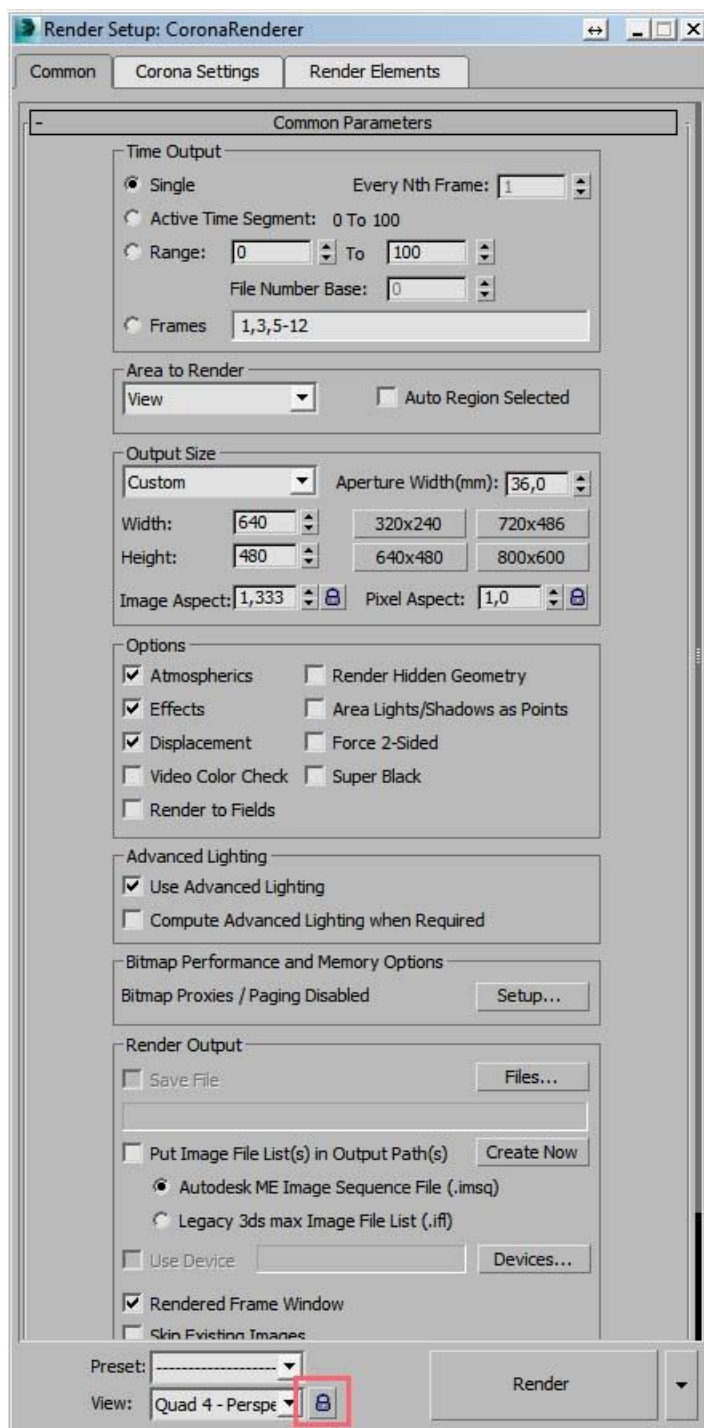 Render Setup: CoronaRenderer
Common Corona Settings Render Elements
- Common Parameters
Time Output
Single Every Nth Frame: 1
Active Time Segment: 0 To 100
Range: 0 To 100
File Number Base: 0
Frames 1,3,5-12
Area to Render
View Auto Region Selected
Output Size
Custom Aperture Width(mm): 36,0
Width: 640 320x240 720x486
Height: 480 640x480 800x600
Image Aspect: 1,333 Pixel Aspect: 1,0
Options
Atmospherics Render Hidden Geometry
Effects Area Lights/Shadows as Points
Displacement Force 2-Sided
Video Color Check Super Black
Render to Fields
Advanced Lighting
Use Advanced Lighting
Compute Advanced Lighting when Required
Bitmap Performance and Memory Options
Bitmap Proxies / Paging Disabled Setup...
Render Output
Save File Files...
Put Image File List(s) in Output Path(s) Create Now
Autodesk ME Image Sequence File (.imsq)
Legacy 3ds max Image File List (.ifl)
Use Device Devices...
Rendered Frame Window
Skip Existing Images
Preset: -------------------
View: Quad 4 - Perspe Render